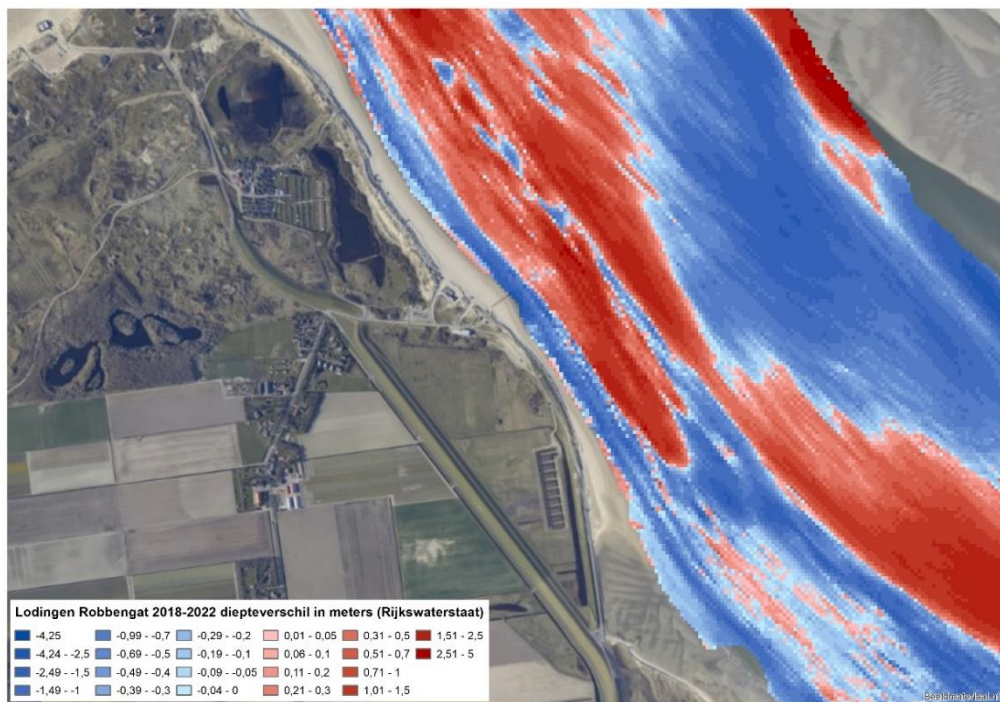 Lodingen Robbengat 2018-2022 diepteverschil in meters (Rijkswaterstaat)
-4,25 -0,99 - -0,7 -0,29 - -0,2 0,01 - 0,05 0,31 - 0,5 1,51 - 2,5
-4,24 - -2,5 -0,69 - -0,5 -0,19 - -0,1 0,06 - 0,1 0,51 - 0,7 2,51 - 5
-2,49 - -1,5 -0,49 - -0,4 -0,09 - -0,05 0,11 - 0,2 0,71 - 1
-1,49 - -1 -0,39 - -0,3 -0,04 - 0 0,21 - 0,3 1,01 - 1,5
Beeldmateriaal.nl